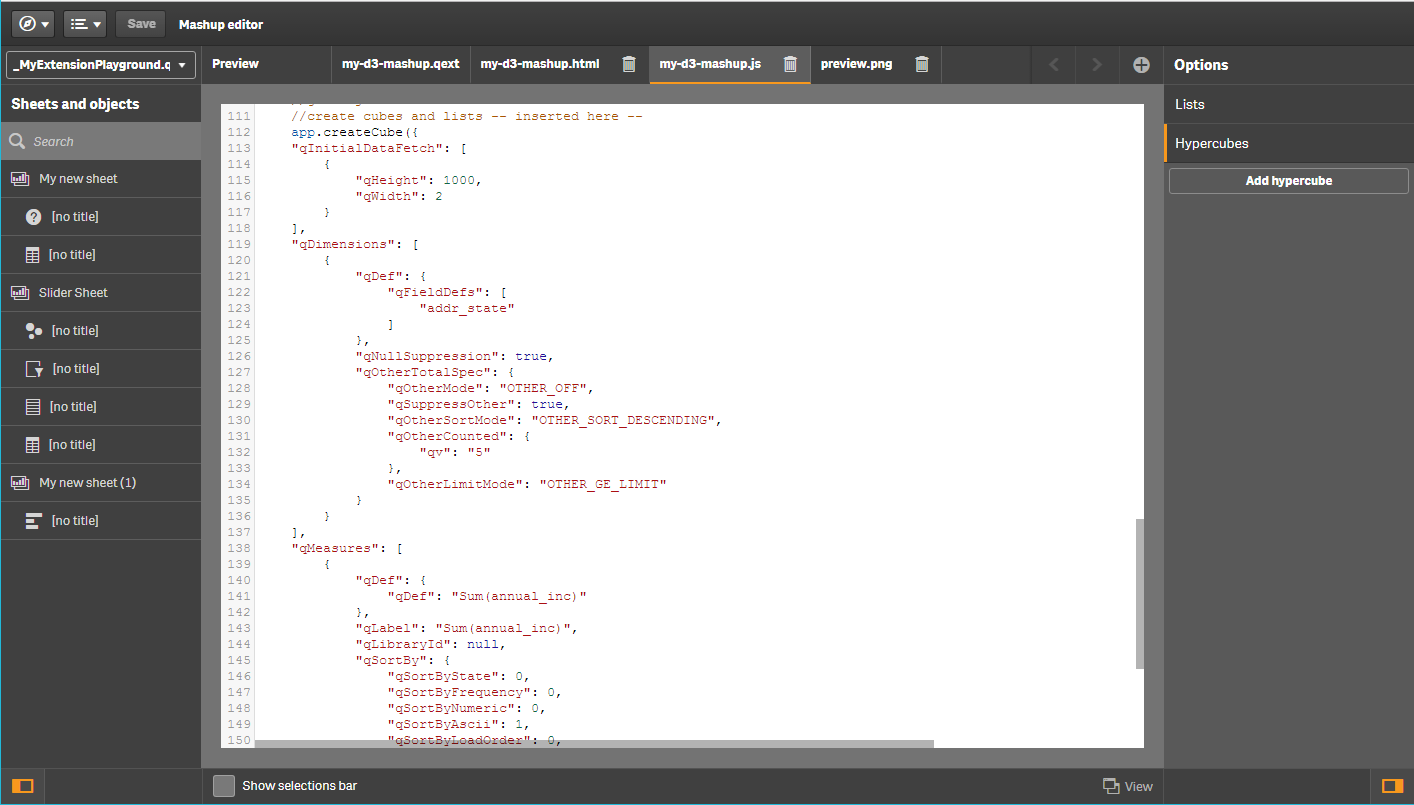 Save
Mashup editor
_MyExtensionPlayground.q
Preview
my-d3-mashup.qext
my-d3-mashup.html
my-d3-mashup.js
preview.png
Options
Sheets and objects
Search
My new sheet
[no title]
[no title]
Slider Sheet
[no title]
[no title]
[no title]
[no title]
My new sheet (1)
[no title]
111 //create cubes and lists -- inserted here --
112 app.createCube({
113 "qInitialDataFetch": [
114 {
115 "qHeight": 1000,
116 "qWidth": 2
117 }
118 ],
119 "qDimensions": [
120 {
121 "qDef": {
122 "qFieldDefs": [
123 "addr_state"
124 ]
125 },
126 "qNullSuppression": true,
127 "qOtherTotalSpec": {
128 "qOtherMode": "OTHER_OFF",
129 "qSuppressOther": true,
130 "qOtherSortMode": "OTHER_SORT_DESCENDING",
131 "qOtherCounted": {
132 "qv": "5"
133 },
134 "qOtherLimitMode": "OTHER_GE_LIMIT"
135 }
136 }
137 ],
138 "qMeasures": [
139 {
140 "qDef": {
141 "qDef": "Sum(annual_inc)"
142 },
143 "qLabel": "Sum(annual_inc)",
144 "qLibraryId": null,
145 "qSortBy": {
146 "qSortByState": 0,
147 "qSortByFrequency": 0,
148 "qSortByNumeric": 0,
149 "qSortByAscii": 1,
150 "qSortByLoadOrder": 0,
Lists
Hypercubes
Add hypercube
Show selections bar
View